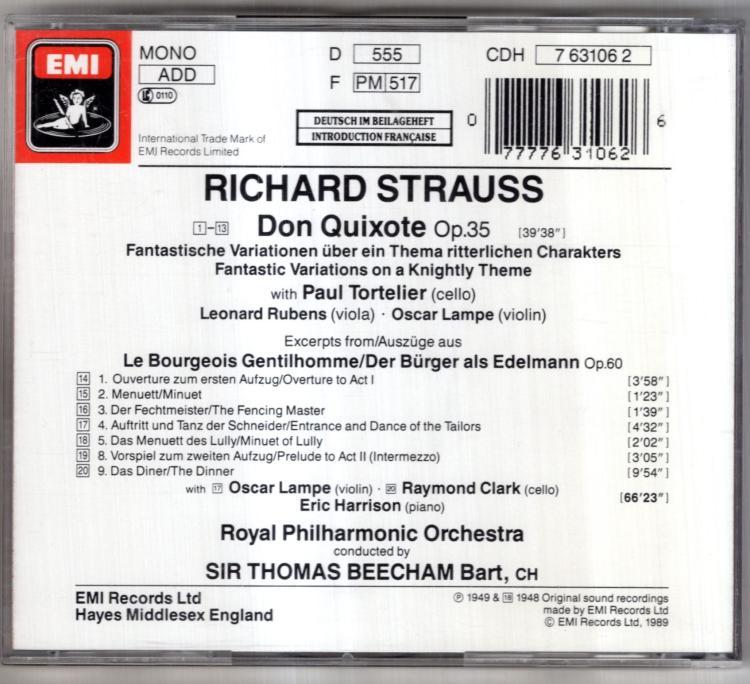 EMI
MONO
ADD
0110
International Trade Mark of
EMI Records Limited
D 555
F PM 517
CDH 7 63106 2
DEUTSCH IM BEILAGEHEFT
INTRODUCTION FRANÇAISE
0 77776 31062 6
RICHARD STRAUSS
1-13 Don Quixote Op.35 [39'38"]
Fantastische Variationen über ein Thema ritterlichen Charakters
Fantastic Variations on a Knightly Theme
with Paul Tortelier (cello)
Leonard Rubens (viola) · Oscar Lampe (violin)
Excerpts from/Auszüge aus
Le Bourgeois Gentilhomme/Der Bürger als Edelmann Op.60
14 1. Ouverture zum ersten Aufzug/Overture to Act I [3'58"]
15 2. Menuett/Minuet [1'23"]
16 3. Der Fechtmeister/The Fencing Master [1'39"]
17 4. Auftritt und Tanz der Schneider/Entrance and Dance of the Tailors [4'32"]
18 5. Das Menuett des Lully/Minuet of Lully [2'02"]
19 8. Vorspiel zum zweiten Aufzug/Prelude to Act II (Intermezzo) [3'05"]
20 9. Das Diner/The Dinner [9'54"]
with 17 Oscar Lampe (violin) · 20 Raymond Clark (cello)
Eric Harrison (piano)
[66'23"]
Royal Philharmonic Orchestra
conducted by
SIR THOMAS BEECHAM Bart, CH
EMI Records Ltd
Hayes Middlesex England
℗ 1949 & 18 1948 Original sound recordings
made by EMI Records Ltd
© EMI Records Ltd, 1989